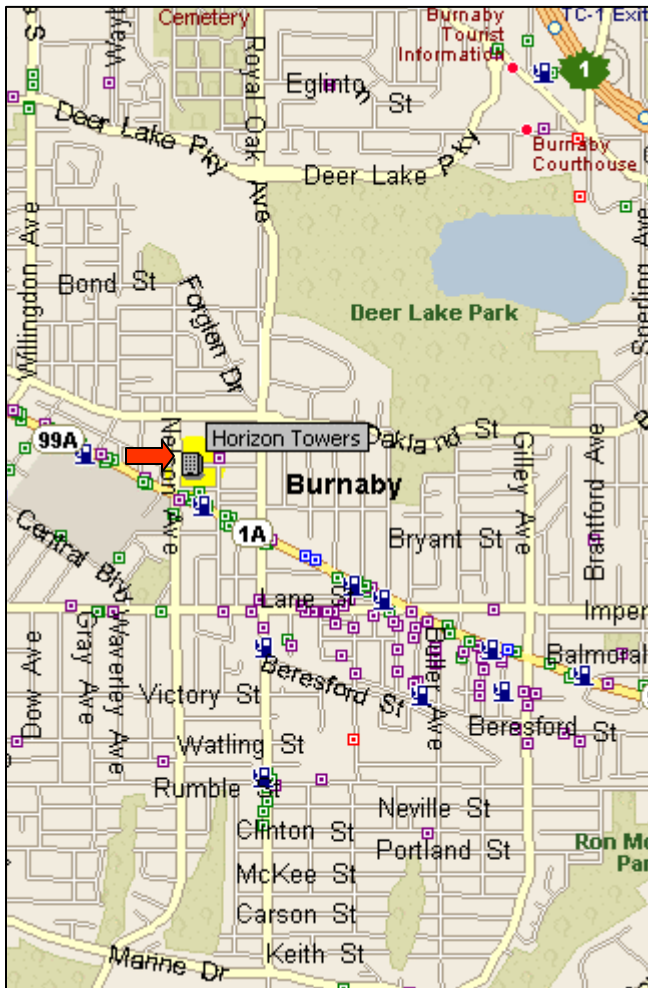 Cemetery
Burnaby
Tourist
Information
TC-1 Exit
Royal Oak Ave
1
Eglinton St
Deer Lake Pky
Deer Lake Pky
Burnaby
Courthouse
Willingdon Ave
Bond St
Forglen Dr
Deer Lake Park
Sperling Ave
99A
Nelson Ave
Horizon Towers
Oakland St
Gilley Ave
Brantford Ave
Burnaby
1A
Bryant St
Central Blvd
Lane St
Imper
Dow Ave
Gray Ave
Waverley Ave
Beresford St
Butler Ave
Balmoral
Victory St
Beresford St
Watling St
Rumble St
Neville St
Clinton St
Portland St
Ron Mc
Par
McKee St
Carson St
Marine Dr
Keith St